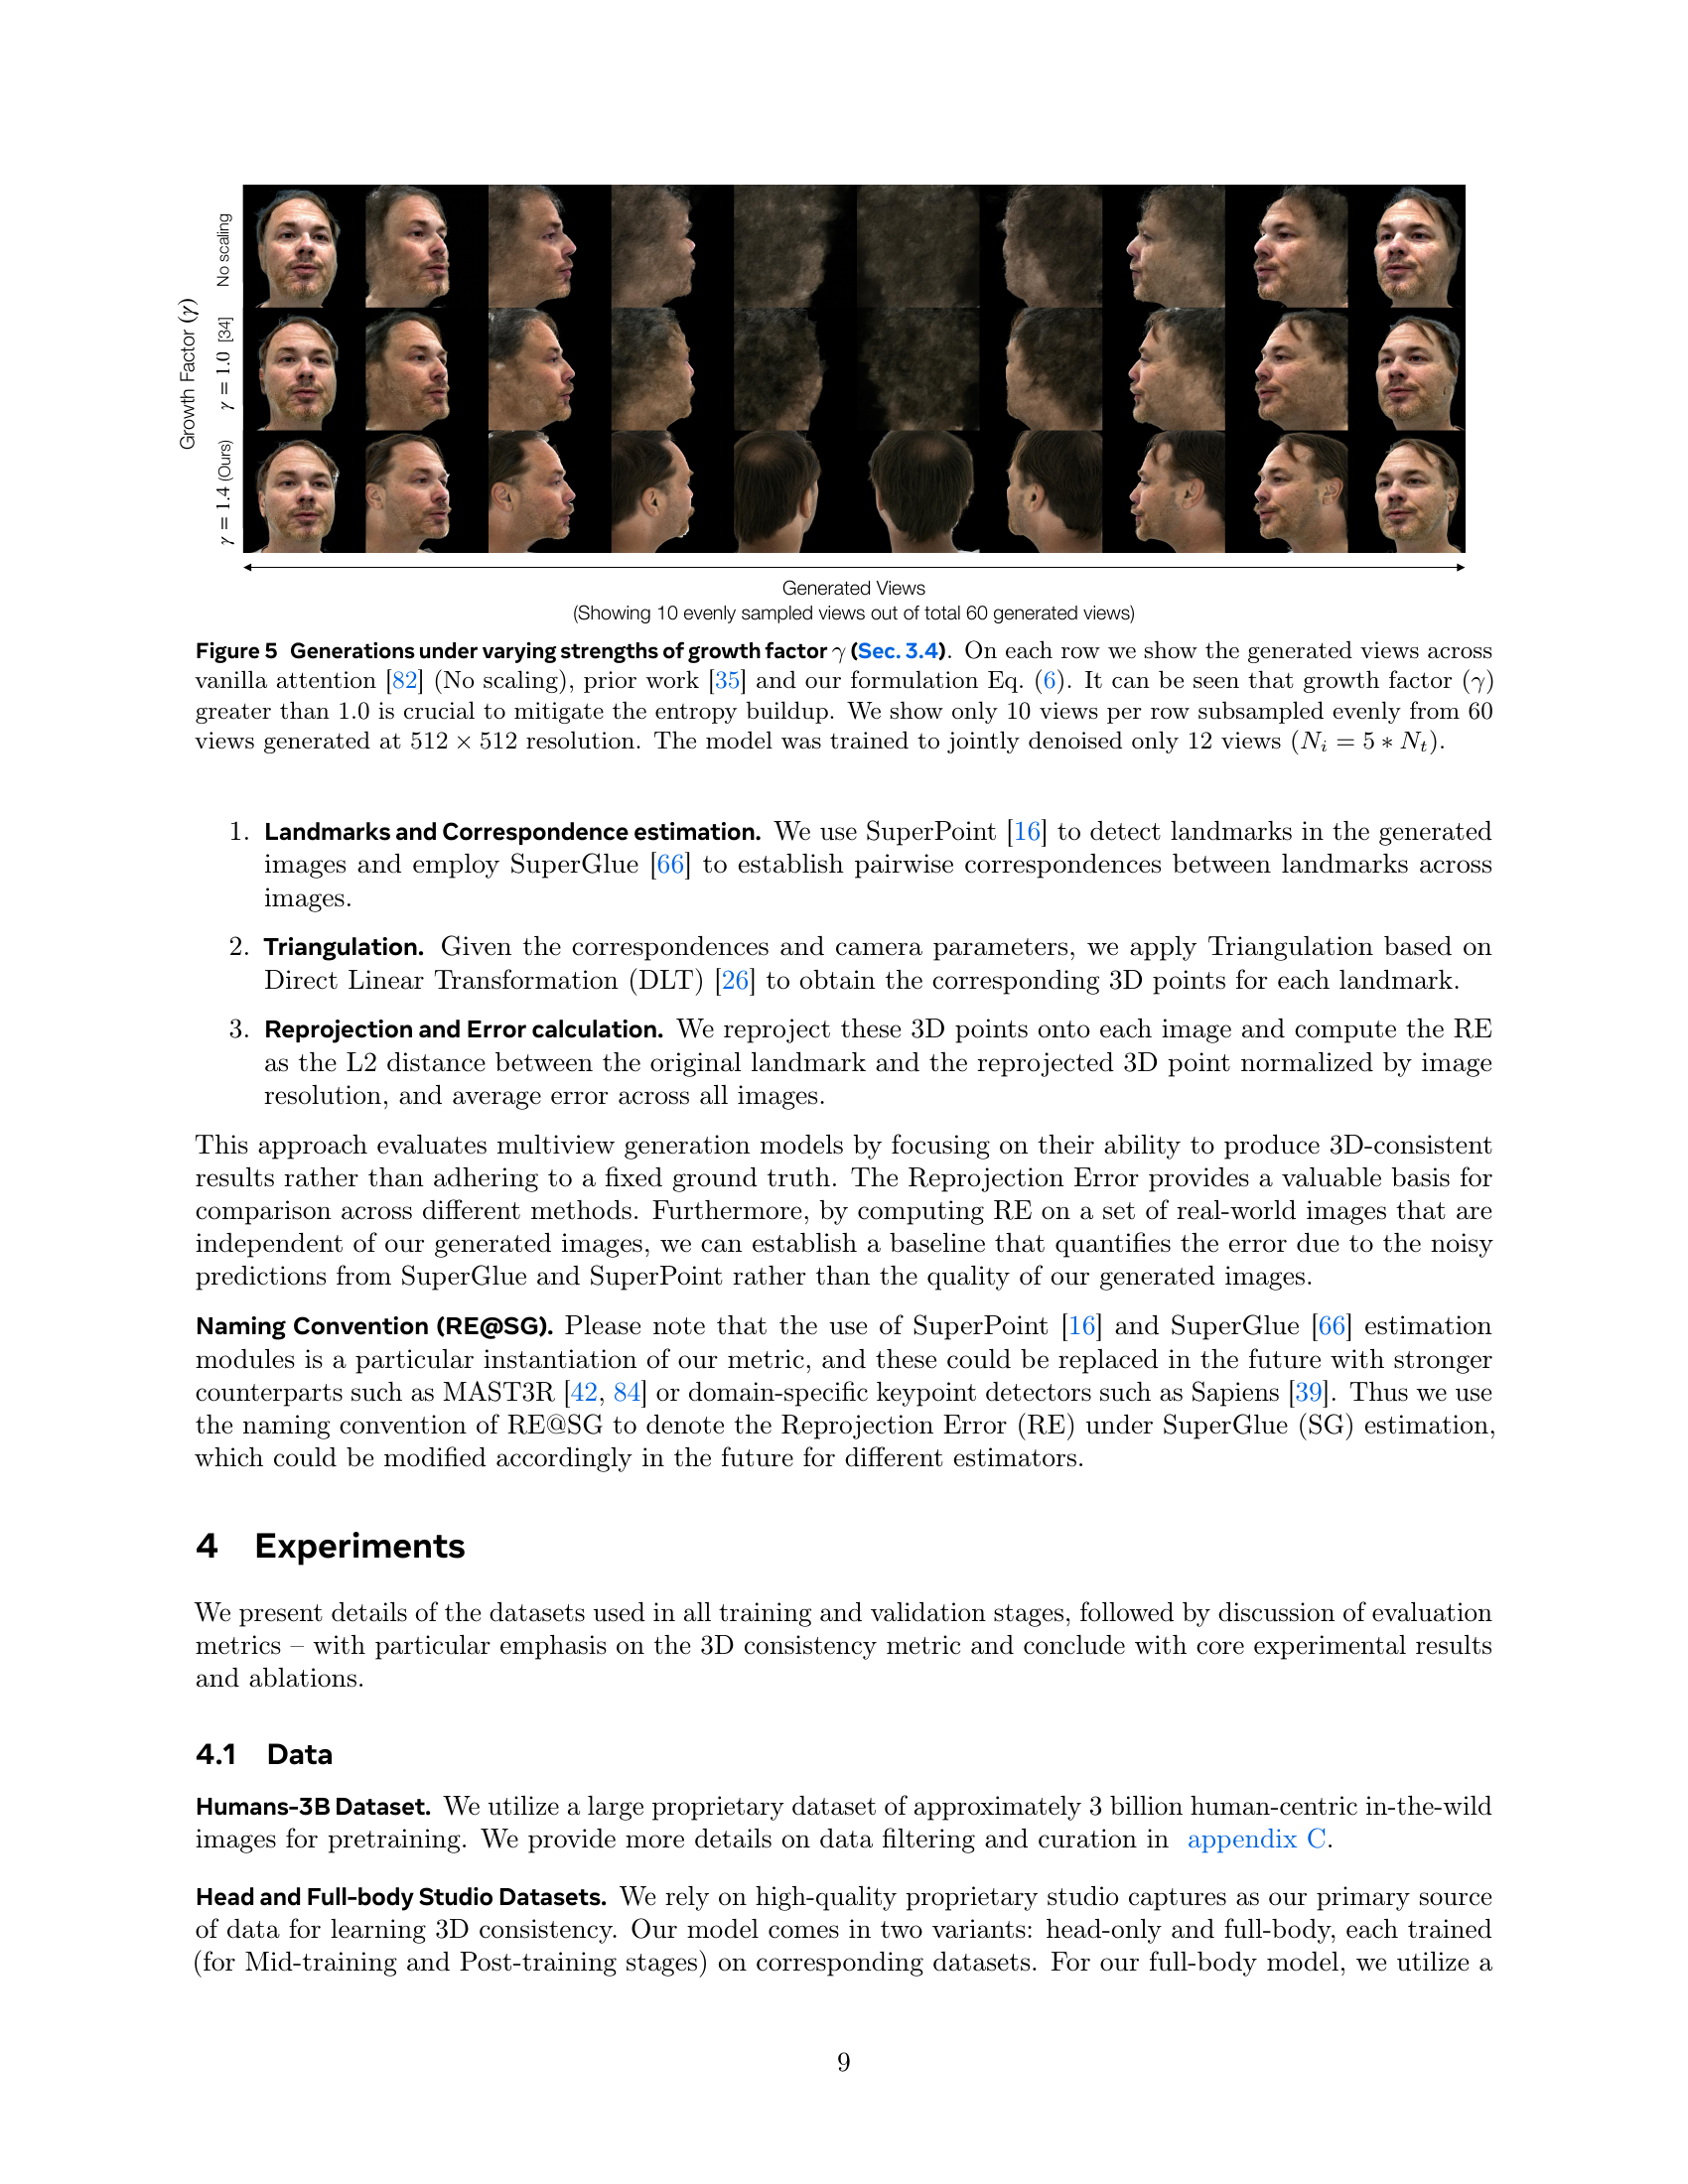 Growth Factor (γ)
No scaling
γ = 1.0 [34]
γ = 1.4 (Ours)
Generated Views
(Showing 10 evenly sampled views out of total 60 generated views)
Figure 5 Generations under varying strengths of growth factor γ (Sec. 3.4). On each row we show the generated views across
vanilla attention [82] (No scaling), prior work [35] and our formulation Eq. (6). It can be seen that growth factor (γ)
greater than 1.0 is crucial to mitigate the entropy buildup. We show only 10 views per row subsampled evenly from 60
views generated at 512 × 512 resolution. The model was trained to jointly denoised only 12 views (Nᵢ = 5 ∗ Nₜ).
1. Landmarks and Correspondence estimation. We use SuperPoint [16] to detect landmarks in the generated
images and employ SuperGlue [66] to establish pairwise correspondences between landmarks across
images.
2. Triangulation. Given the correspondences and camera parameters, we apply Triangulation based on
Direct Linear Transformation (DLT) [26] to obtain the corresponding 3D points for each landmark.
3. Reprojection and Error calculation. We reproject these 3D points onto each image and compute the RE
as the L2 distance between the original landmark and the reprojected 3D point normalized by image
resolution, and average error across all images.
This approach evaluates multiview generation models by focusing on their ability to produce 3D-consistent
results rather than adhering to a fixed ground truth. The Reprojection Error provides a valuable basis for
comparison across different methods. Furthermore, by computing RE on a set of real-world images that are
independent of our generated images, we can establish a baseline that quantifies the error due to the noisy
predictions from SuperGlue and SuperPoint rather than the quality of our generated images.
Naming Convention (RE@SG). Please note that the use of SuperPoint [16] and SuperGlue [66] estimation
modules is a particular instantiation of our metric, and these could be replaced in the future with stronger
counterparts such as MAST3R [42, 84] or domain-specific keypoint detectors such as Sapiens [39]. Thus we use
the naming convention of RE@SG to denote the Reprojection Error (RE) under SuperGlue (SG) estimation,
which could be modified accordingly in the future for different estimators.
4 Experiments
We present details of the datasets used in all training and validation stages, followed by discussion of evaluation
metrics – with particular emphasis on the 3D consistency metric and conclude with core experimental results
and ablations.
4.1 Data
Humans-3B Dataset. We utilize a large proprietary dataset of approximately 3 billion human-centric in-the-wild
images for pretraining. We provide more details on data filtering and curation in appendix C.
Head and Full-body Studio Datasets. We rely on high-quality proprietary studio captures as our primary source
of data for learning 3D consistency. Our model comes in two variants: head-only and full-body, each trained
(for Mid-training and Post-training stages) on corresponding datasets. For our full-body model, we utilize a
9